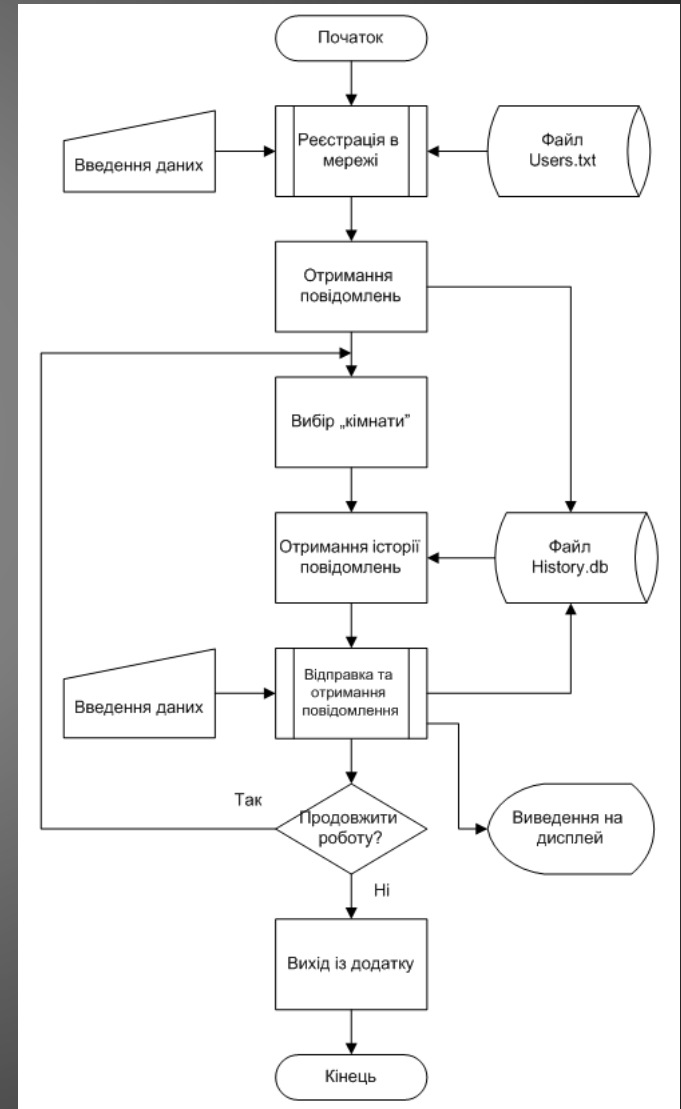 Початок
Введення даних
Реєстрація в
мережі
Файл
Users.txt
Отримання
повідомлень
Вибір „кімнати”
Отримання історії
повідомлень
Файл
History.db
Введення даних
Відправка та
отримання
повідомлення
Так
Продовжити
роботу?
Виведення на
дисплей
Ні
Вихід із додатку
Кінець